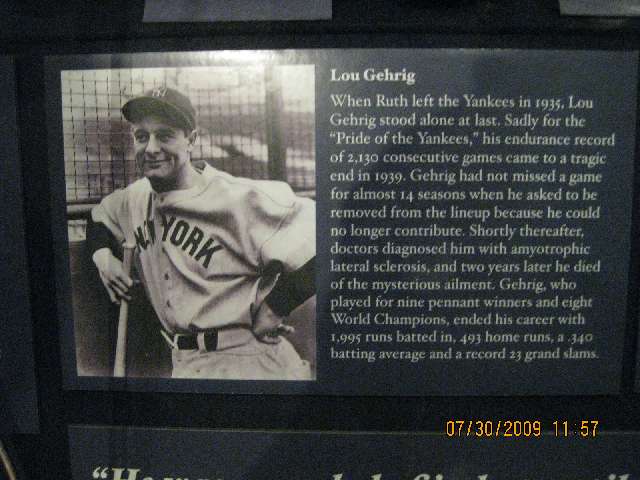 Lou Gehrig
When Ruth left the Yankees in 1935, Lou
Gehrig stood alone at last. Sadly for the
"Pride of the Yankees," his endurance record
of 2,130 consecutive games came to a tragic
end in 1939. Gehrig had not missed a game
for almost 14 seasons when he asked to be
removed from the lineup because he could
no longer contribute. Shortly thereafter,
doctors diagnosed him with amyotrophic
lateral sclerosis, and two years later he died
of the mysterious ailment. Gehrig, who
played for nine pennant winners and eight
World Champions, ended his career with
1,995 runs batted in, 493 home runs, a .340
batting average and a record 23 grand slams.
NY
NEW YORK
07/30/2009 11:57